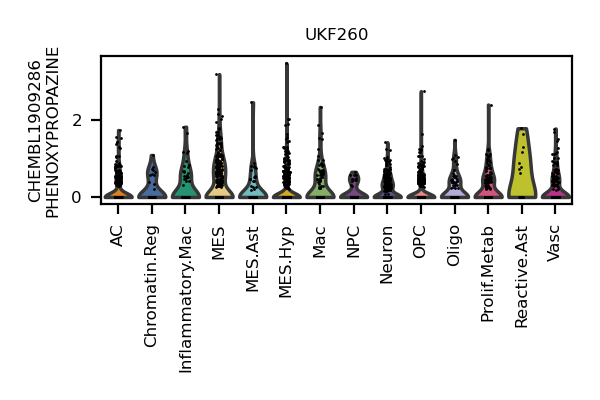 UKF260
CHEMBL1909286
PHENOXYPROPAZINE
2
0
AC
Chromatin.Reg
Inflammatory.Mac
MES
MES.Ast
MES.Hyp
Mac
NPC
Neuron
OPC
Oligo
Prolif.Metab
Reactive.Ast
Vasc